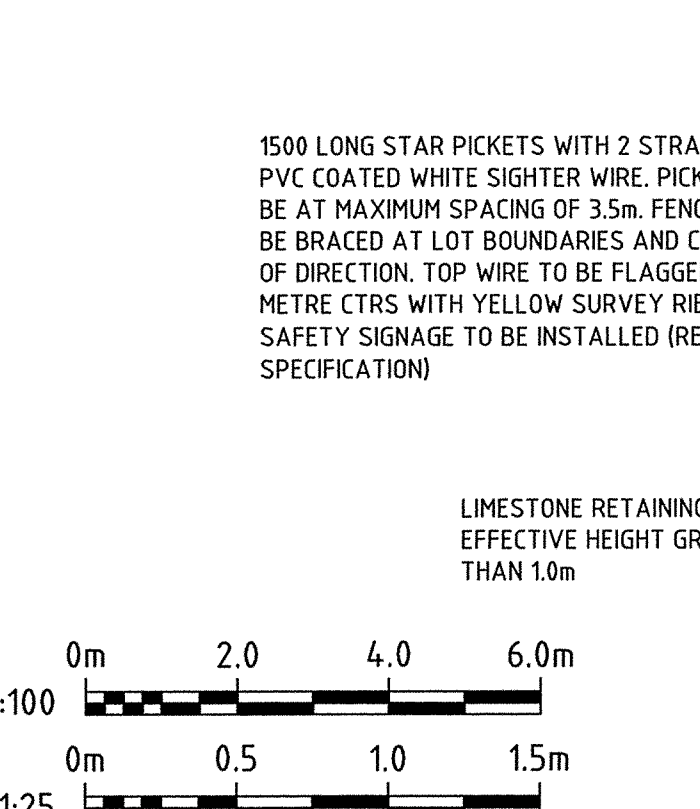 1500 LONG STAR PICKETS WITH 2 STRA
PVC COATED WHITE SIGHTER WIRE. PICK
BE AT MAXIMUM SPACING OF 3.5m. FENC
BE BRACED AT LOT BOUNDARIES AND C
OF DIRECTION. TOP WIRE TO BE FLAGGE
METRE CTRS WITH YELLOW SURVEY RIB
SAFETY SIGNAGE TO BE INSTALLED (RE
SPECIFICATION)
LIMESTONE RETAINING
EFFECTIVE HEIGHT GR
THAN 1.0m
0m 2.0 4.0 6.0m
:100
0m 0.5 1.0 1.5m
1:25